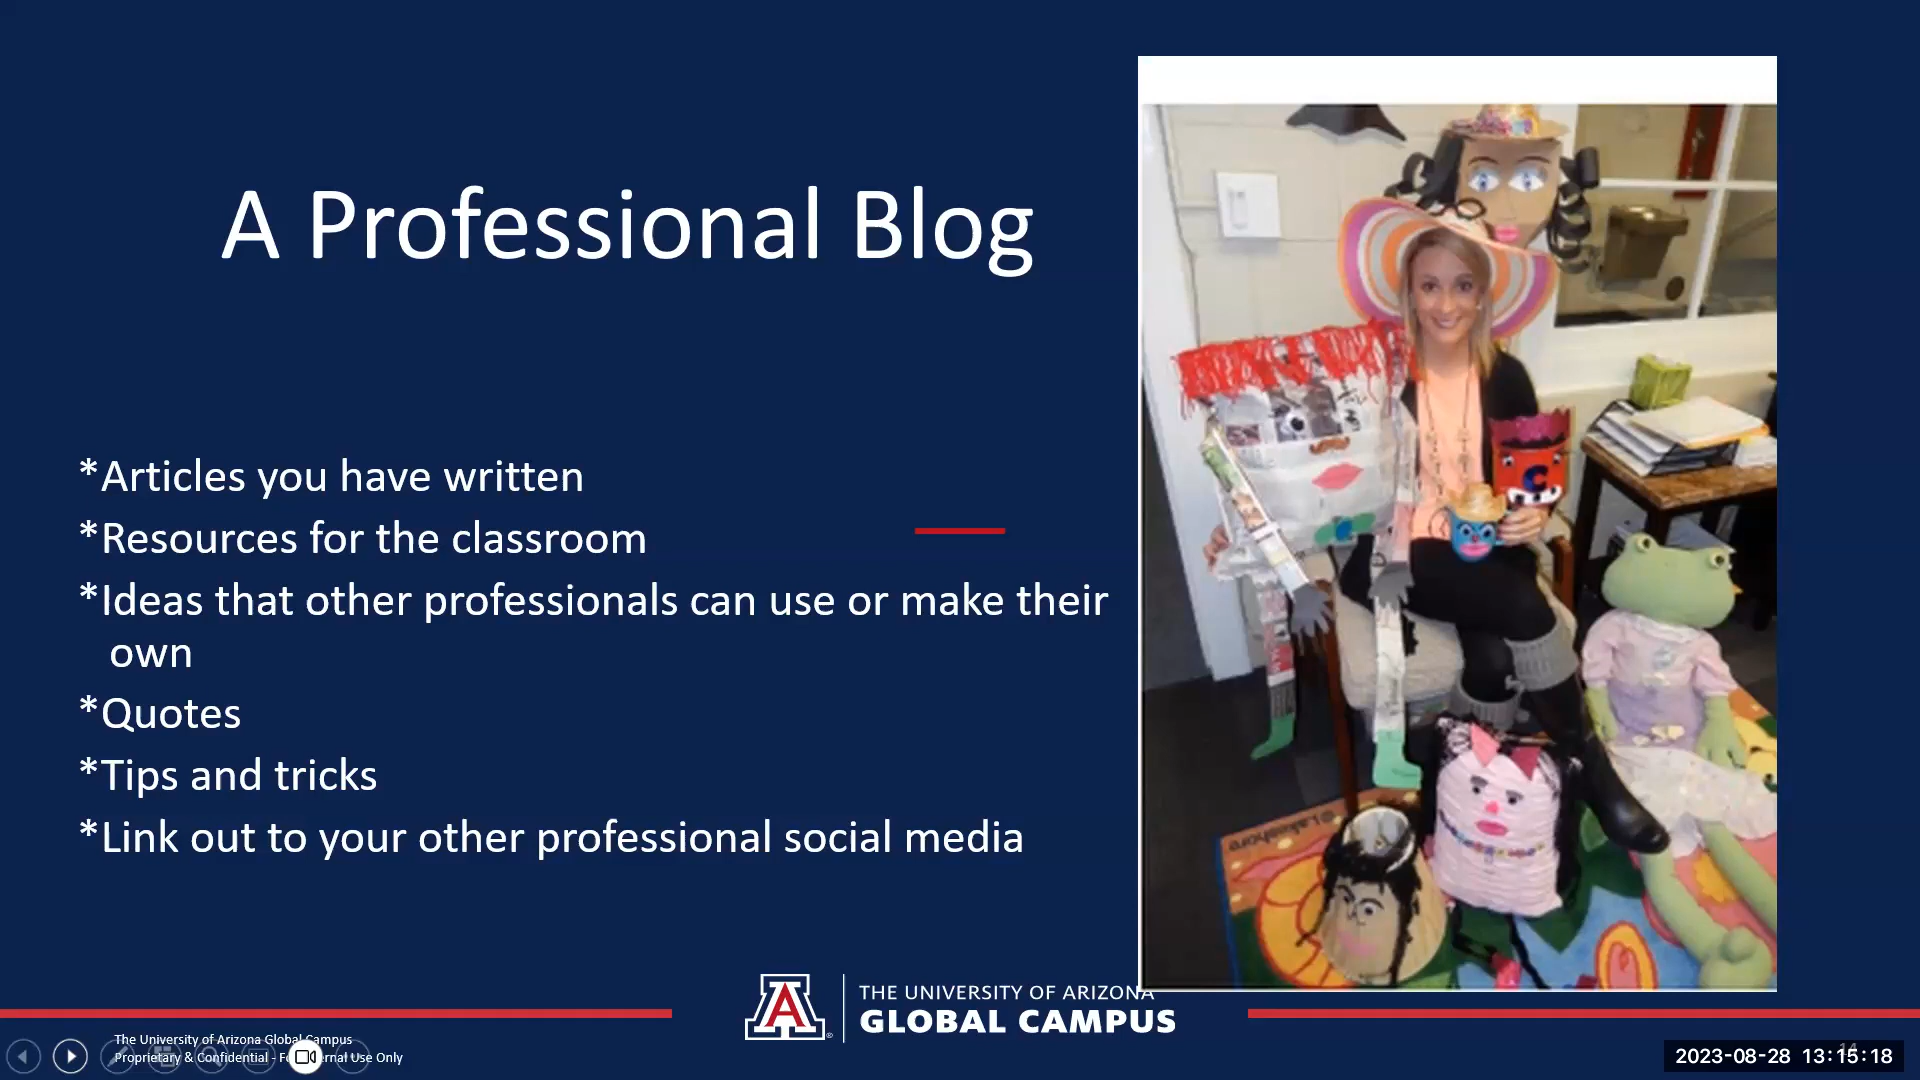 A Professional Blog
*Articles you have written
*Resources for the classroom
*Ideas that other professionals can use or make their
own
*Quotes
*Tips and tricks
*Link out to your other professional social media
THE UNIVERSITY OF ARIZONA
GLOBAL CAMPUS
The University of Arizona Global Campus
Proprietary & Confidential - For Internal Use Only
14
2023-08-28 13:15:18
Lakeshore
C
A